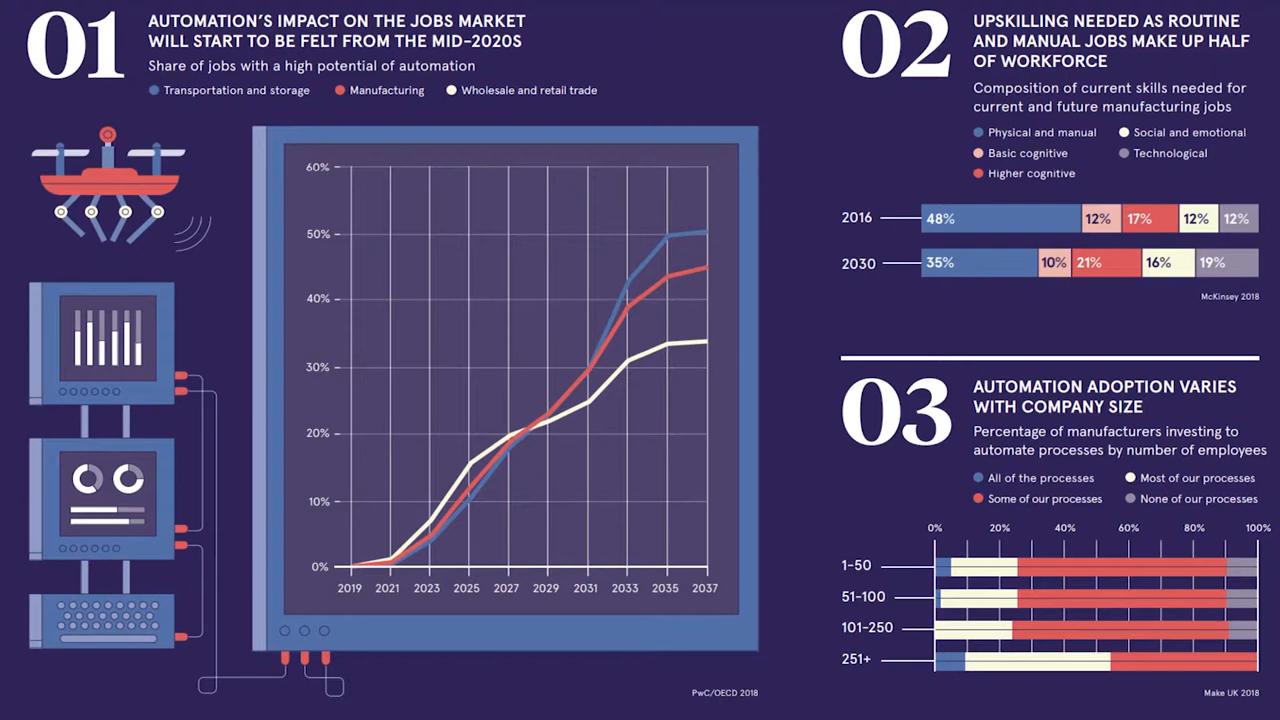 01
AUTOMATION'S IMPACT ON THE JOBS MARKET
WILL START TO BE FELT FROM THE MID-2020S
Share of jobs with a high potential of automation
Transportation and storage
Manufacturing
Wholesale and retail trade
60%
50%
40%
30%
20%
10%
0%
2019 2021 2023 2025 2027 2029 2031 2033 2035 2037
PwC/OECD 2018
02
UPSKILLING NEEDED AS ROUTINE
AND MANUAL JOBS MAKE UP HALF
OF WORKFORCE
Composition of current skills needed for
current and future manufacturing jobs
Physical and manual
Social and emotional
Basic cognitive
Technological
Higher cognitive
2016 48% 12% 17% 12% 12%
2030 35% 10% 21% 16% 19%
McKinsey 2018
03
AUTOMATION ADOPTION VARIES
WITH COMPANY SIZE
Percentage of manufacturers investing to
automate processes by number of employees
All of the processes
Most of our processes
Some of our processes
None of our processes
0% 20% 40% 60% 80% 100%
1-50
51-100
101-250
251+
Make UK 2018